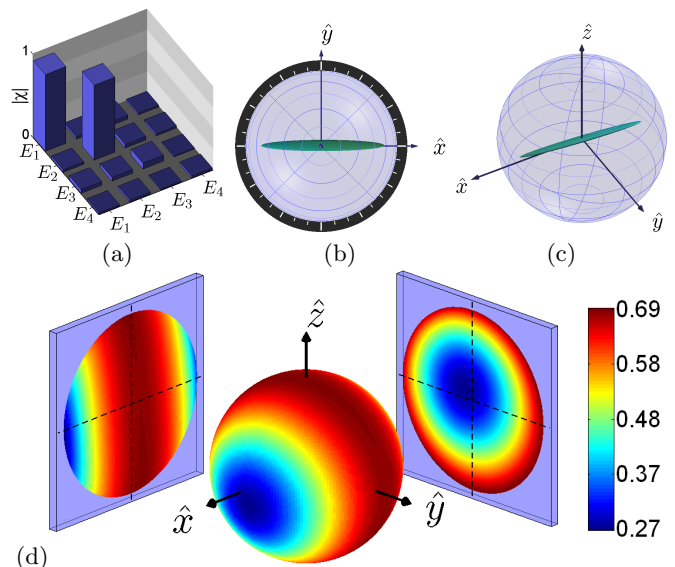 1
|χ|
0
E₁
E₂
E₃
E₄
E₁
E₂
E₃
E₄
(a)
ŷ
x̂
(b)
ẑ
x̂
ŷ
(c)
ẑ
x̂
ŷ
0.69
0.58
0.48
0.37
0.27
(d)